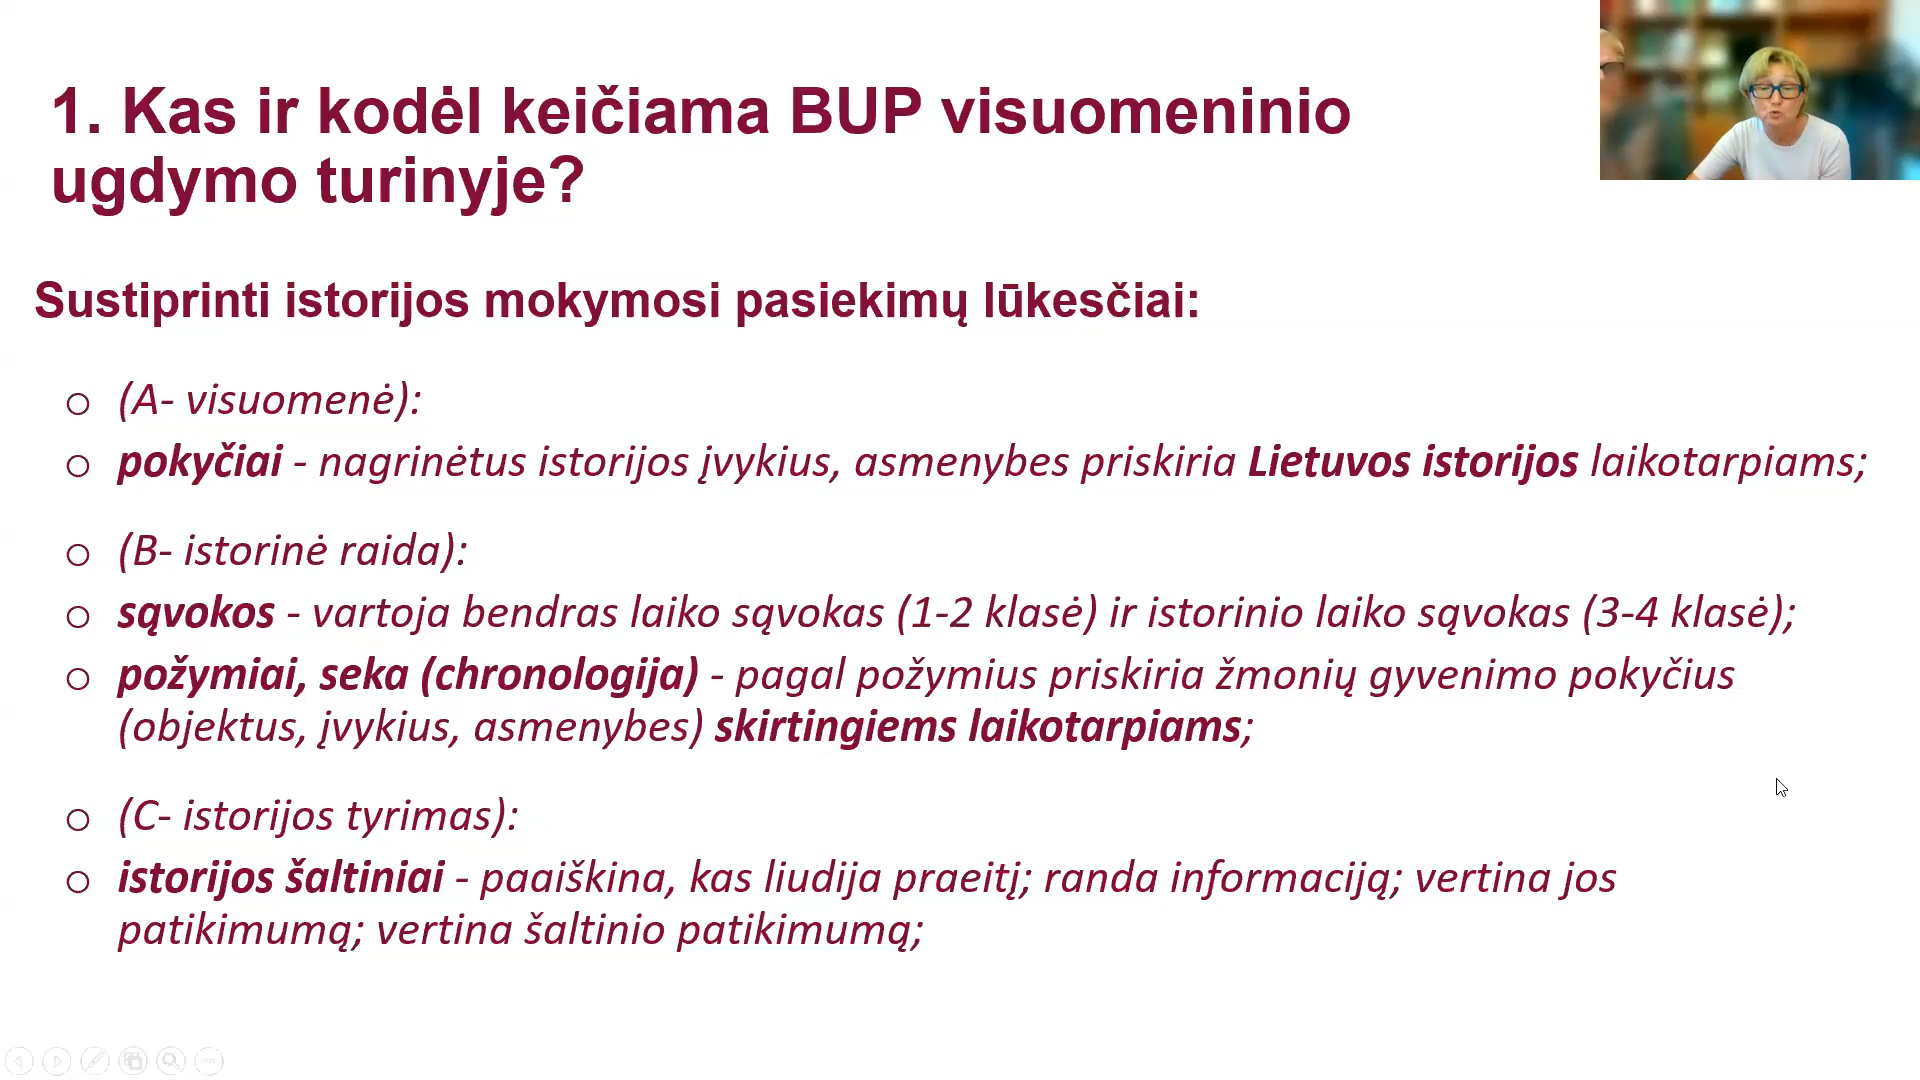 1. Kas ir kodėl keičiama BUP visuomeninio
ugdymo turinyje?
Sustiprinti istorijos mokymosi pasiekimų lūkesčiai:
o (A- visuomenė):
o pokyčiai - nagrinėtus istorijos įvykius, asmenybes priskiria Lietuvos istorijos laikotarpiams;
o (B- istorinė raida):
o sąvokos - vartoja bendras laiko sąvokas (1-2 klasė) ir istorinio laiko sąvokas (3-4 klasė);
o požymiai, seka (chronologija) - pagal požymius priskiria žmonių gyvenimo pokyčius
(objektus, įvykius, asmenybes) skirtingiems laikotarpiams;
o (C- istorijos tyrimas):
o istorijos šaltiniai - paaiškina, kas liudija praeitį; randa informaciją; vertina jos
patikimumą; vertina šaltinio patikimumą;